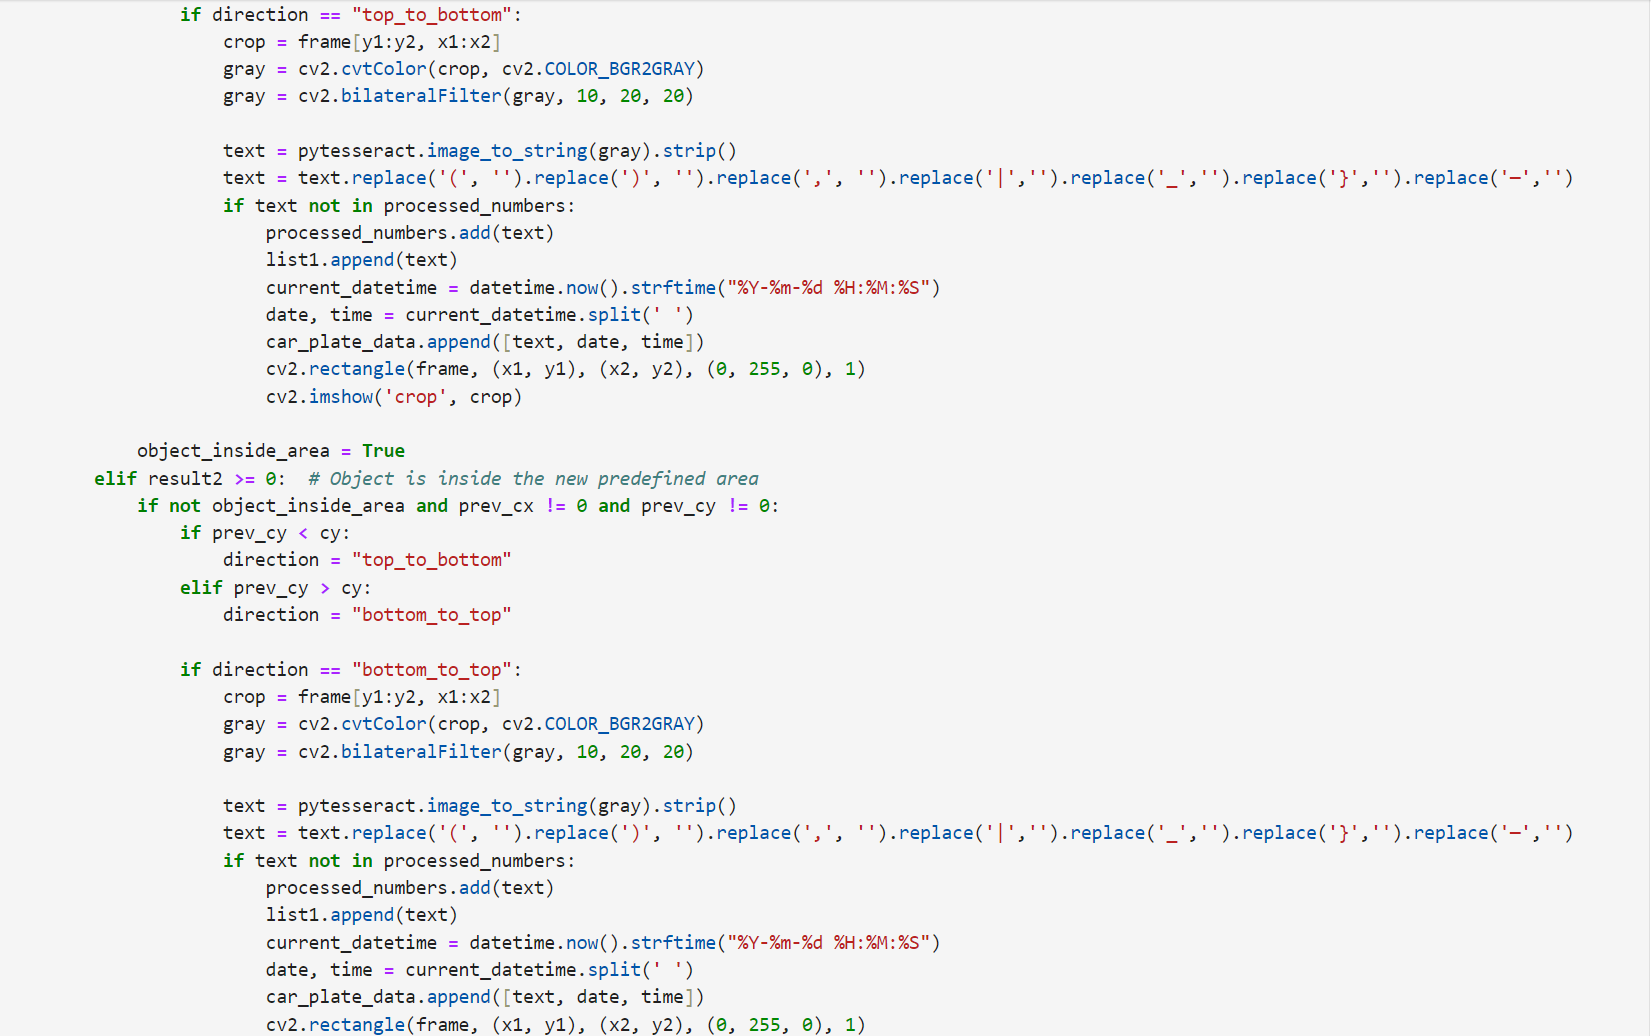 if direction == "top_to_bottom":
crop = frame[y1:y2, x1:x2]
gray = cv2.cvtColor(crop, cv2.COLOR_BGR2GRAY)
gray = cv2.bilateralFilter(gray, 10, 20, 20)
text = pytesseract.image_to_string(gray).strip()
text = text.replace('(', '').replace(')', '').replace(',', '').replace('|','').replace('_','').replace('}','').replace('—','')
if text not in processed_numbers:
processed_numbers.add(text)
list1.append(text)
current_datetime = datetime.now().strftime("%Y-%m-%d %H:%M:%S")
date, time = current_datetime.split(' ')
car_plate_data.append([text, date, time])
cv2.rectangle(frame, (x1, y1), (x2, y2), (0, 255, 0), 1)
cv2.imshow('crop', crop)
object_inside_area = True
elif result2 >= 0:  # Object is inside the new predefined area
if not object_inside_area and prev_cx != 0 and prev_cy != 0:
if prev_cy < cy:
direction = "top_to_bottom"
elif prev_cy > cy:
direction = "bottom_to_top"
if direction == "bottom_to_top":
crop = frame[y1:y2, x1:x2]
gray = cv2.cvtColor(crop, cv2.COLOR_BGR2GRAY)
gray = cv2.bilateralFilter(gray, 10, 20, 20)
text = pytesseract.image_to_string(gray).strip()
text = text.replace('(', '').replace(')', '').replace(',', '').replace('|','').replace('_','').replace('}','').replace('—','')
if text not in processed_numbers:
processed_numbers.add(text)
list1.append(text)
current_datetime = datetime.now().strftime("%Y-%m-%d %H:%M:%S")
date, time = current_datetime.split(' ')
car_plate_data.append([text, date, time])
cv2.rectangle(frame, (x1, y1), (x2, y2), (0, 255, 0), 1)